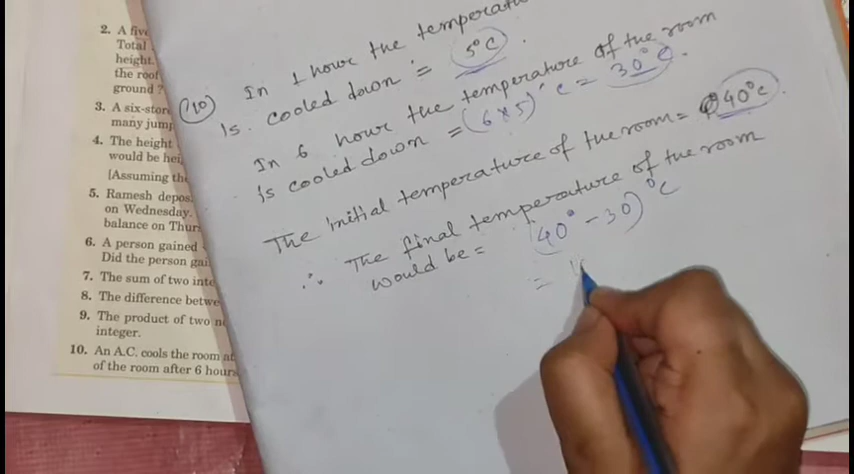 2. A five
Total
height
the roof
ground ?
3. A six-stor
many jump
4. The height
would be hei
[Assuming the
5. Ramesh depos
on Wednesday.
balance on Thur
6. A person gained
Did the person gai
7. The sum of two inte
8. The difference betwe
9. The product of two n
integer.
10. An A.C. cools the room at
of the room after 6 hours
(10) In 1 hour the temperatu
is cooled down = 5°C.
In 6 hour the temperature of the room
is cooled down = (6×5)°C = 30°C.
The initial temperature of the room = 40°C.
∴ The final temperature of the room
would be = (40° - 30)°C
=